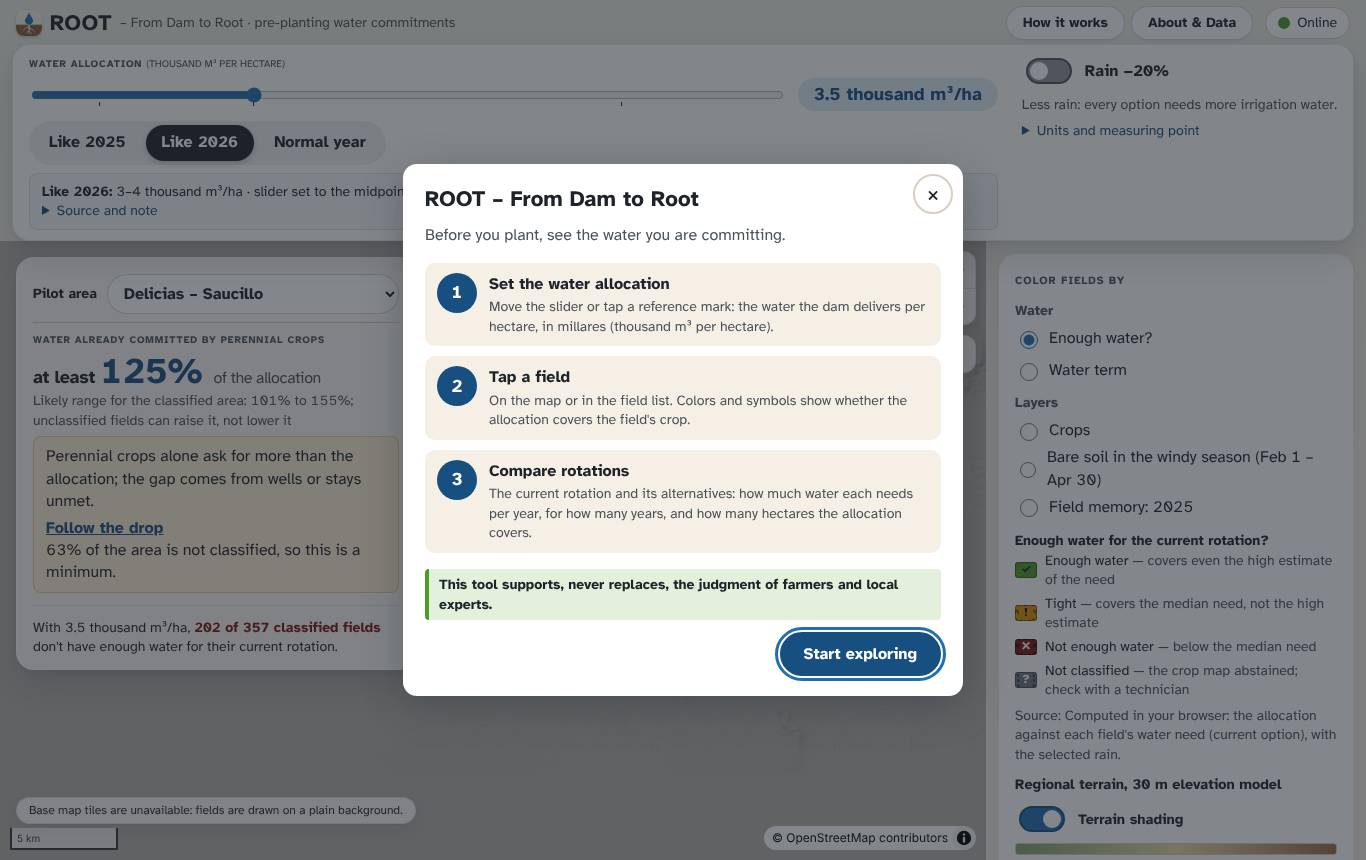 ROOT – From Dam to Root · pre-planting water commitments
How it works
About & Data
Online
WATER ALLOCATION (THOUSAND M³ PER HECTARE)
3.5 thousand m³/ha
Like 2025
Like 2026
Normal year
Like 2026: 3–4 thousand m³/ha · slider set to the midpoin
Source and note
Rain −20%
Less rain: every option needs more irrigation water.
Units and measuring point
Pilot area
Delicias – Saucillo
WATER ALREADY COMMITTED BY PERENNIAL CROPS
at least 125% of the allocation
Likely range for the classified area: 101% to 155%;
unclassified fields can raise it, not lower it
Perennial crops alone ask for more than the
allocation; the gap comes from wells or stays
unmet.
Follow the drop
63% of the area is not classified, so this is a
minimum.
With 3.5 thousand m³/ha, 202 of 357 classified fields
don't have enough water for their current rotation.
ROOT – From Dam to Root
×
Before you plant, see the water you are committing.
1
Set the water allocation
Move the slider or tap a reference mark: the water the dam delivers per
hectare, in millares (thousand m³ per hectare).
2
Tap a field
On the map or in the field list. Colors and symbols show whether the
allocation covers the field's crop.
3
Compare rotations
The current rotation and its alternatives: how much water each needs
per year, for how many years, and how many hectares the allocation
covers.
This tool supports, never replaces, the judgment of farmers and local
experts.
Start exploring
COLOR FIELDS BY
Water
Enough water?
Water term
Layers
Crops
Bare soil in the windy season (Feb 1 –
Apr 30)
Field memory: 2025
Enough water for the current rotation?
Enough water — covers even the high estimate
of the need
Tight — covers the median need, not the high
estimate
Not enough water — below the median need
Not classified — the crop map abstained;
check with a technician
Source: Computed in your browser: the allocation
against each field's water need (current option), with
the selected rain.
Regional terrain, 30 m elevation model
Terrain shading
Base map tiles are unavailable: fields are drawn on a plain background.
5 km
© OpenStreetMap contributors